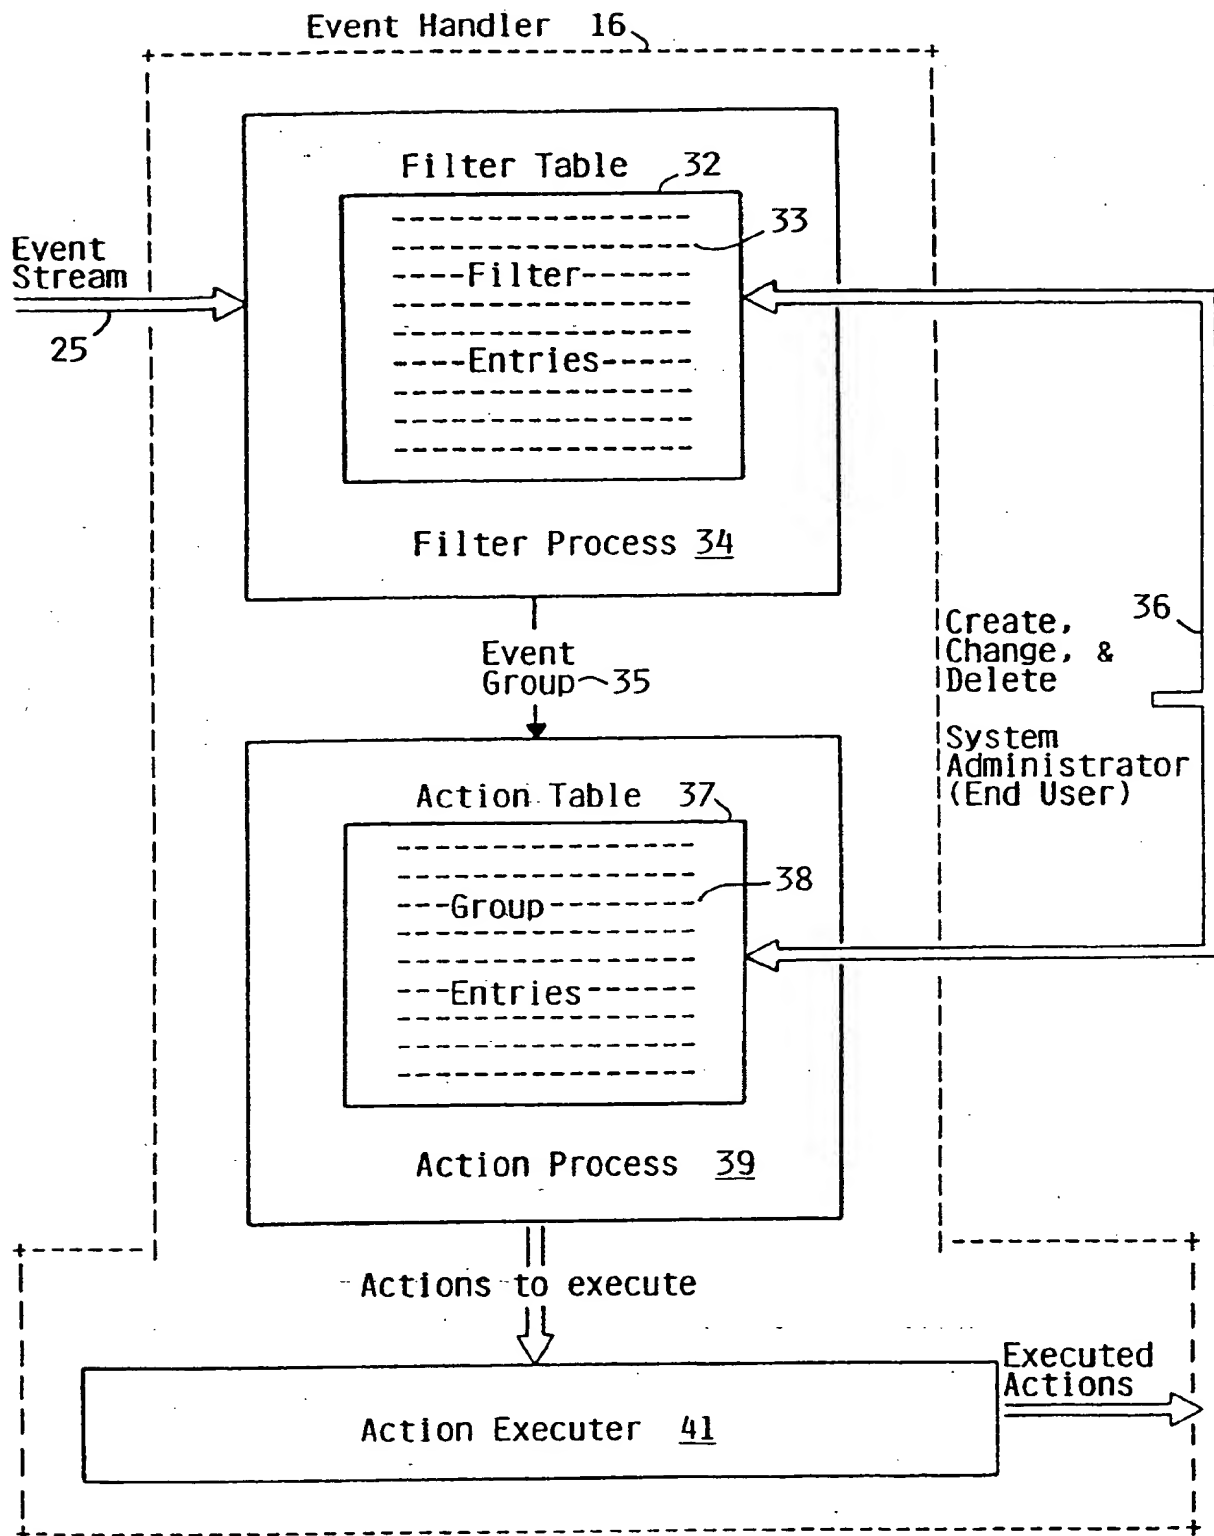 Event Handler 16
Filter Table 32
33
Event
Stream
25
Filter
Entries
Filter Process 34
Event
Group 35
36
Create,
Change, &
Delete
System
Administrator
(End User)
Action Table 37
38
Group
Entries
Action Process 39
Actions to execute
Executed
Actions
Action Executer 41